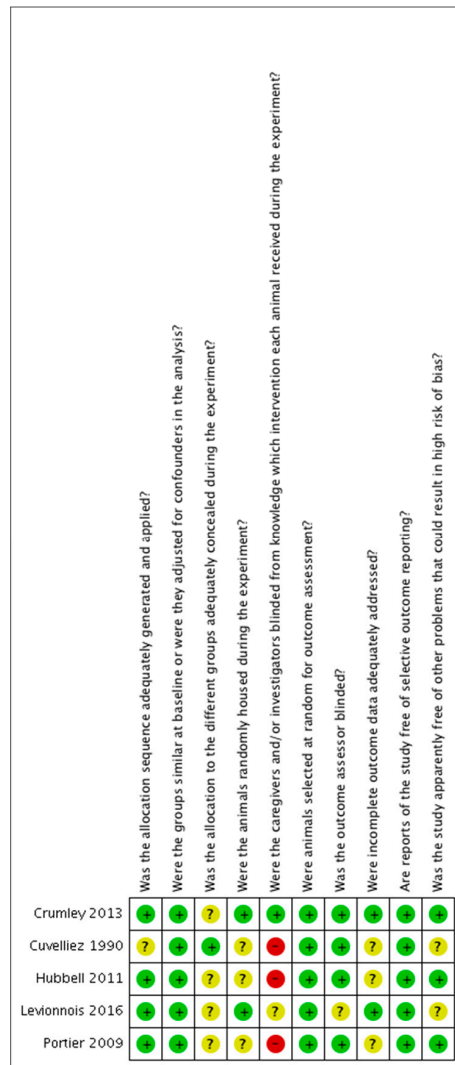 Was the allocation sequence adequately generated and applied?
Were the groups similar at baseline or were they adjusted for confounders in the analysis?
Was the allocation to the different groups adequately concealed during the experiment?
Were the animals randomly housed during the experiment?
Were the caregivers and/or investigators blinded from knowledge which intervention each animal received during the experiment?
Were animals selected at random for outcome assessment?
Was the outcome assessor blinded?
Were incomplete outcome data adequately addressed?
Are reports of the study free of selective outcome reporting?
Was the study apparently free of other problems that could result in high risk of bias?
Crumley 2013 + + ? + + + + + + +
Cuvelliez 1990 ? + + ? - + + ? + ?
Hubbell 2011 + + ? ? - + + ? + +
Levionnois 2016 + + ? + ? + ? + + ?
Portier 2009 + + ? ? - + + ? + +